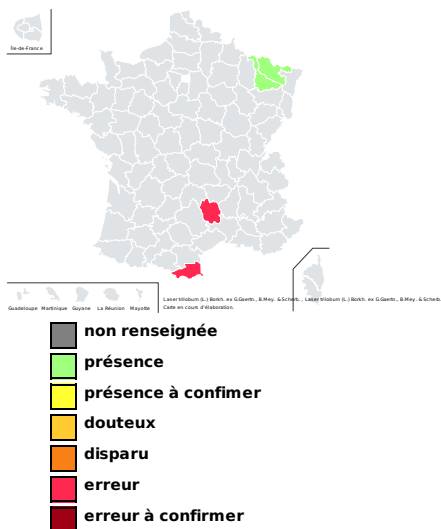 Île-de-France
Guadeloupe Martinique Guyane La Réunion Mayotte
Laser trilobum (L.) Borkh. ex G.Gaertn., B.Mey. & Scherb. , Laser trilobum (L.) Borkh. ex G.Gaertn., B.Mey. & Scherb.
Carte en cours d'élaboration.
non renseignée
présence
présence à confimer
douteux
disparu
erreur
erreur à confirmer